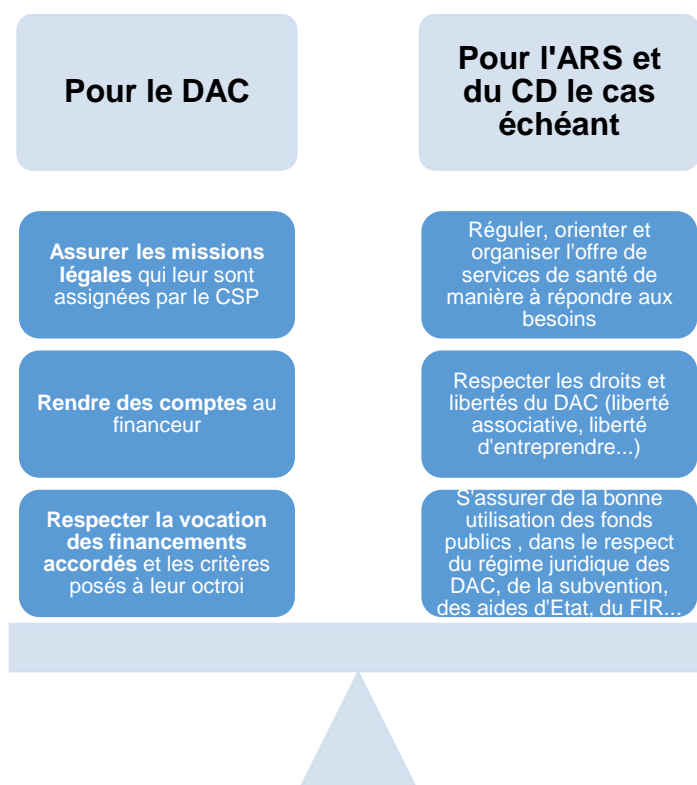 Pour le DAC
Pour l'ARS et
du CD le cas
échéant
Assurer les missions
légales qui leur sont
assignées par le CSP
Réguler, orienter et
organiser l'offre de
services de santé de
manière à répondre aux
besoins
Rendre des comptes au
financeur
Respecter les droits et
libertés du DAC (liberté
associative, liberté
d'entreprendre...)
Respecter la vocation
des financements
accordés et les critères
posés à leur octroi
S'assurer de la bonne
utilisation des fonds
publics , dans le respect
du régime juridique des
DAC, de la subvention,
des aides d'Etat, du FIR...